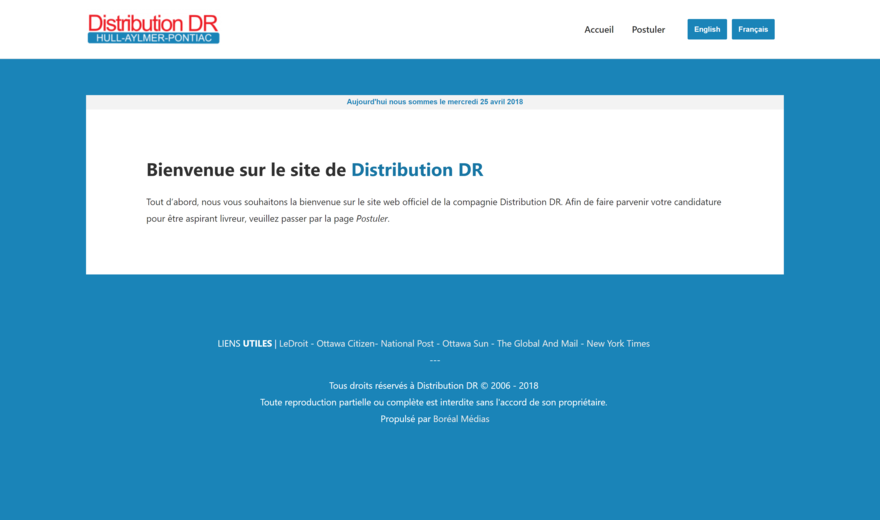 Distribution DR
HULL-AYLMER-PONTIAC
Accueil
Postuler
English
Français
Aujourd'hui nous sommes le mercredi 25 avril 2018
Bienvenue sur le site de Distribution DR
Tout d'abord, nous vous souhaitons la bienvenue sur le site web officiel de la compagnie Distribution DR. Afin de faire parvenir votre candidature
pour être aspirant livreur, veuillez passer par la page Postuler.
LIENS UTILES | LeDroit - Ottawa Citizen- National Post - Ottawa Sun - The Global And Mail - New York Times
---
Tous droits réservés à Distribution DR © 2006 - 2018
Toute reproduction partielle ou complète est interdite sans l'accord de son propriétaire.
Propulsé par Boréal Médias